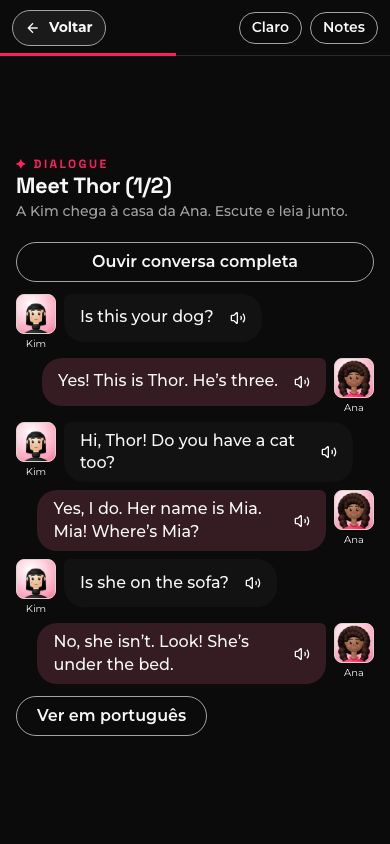 Voltar
Claro
Notes
DIALOGUE
Meet Thor (1/2)
A Kim chega à casa da Ana. Escute e leia junto.
Ouvir conversa completa
Is this your dog?
Kim
Yes! This is Thor. He’s three.
Ana
Hi, Thor! Do you have a cat
too?
Kim
Yes, I do. Her name is Mia.
Mia! Where’s Mia?
Ana
Is she on the sofa?
Kim
No, she isn’t. Look! She’s
under the bed.
Ana
Ver em português